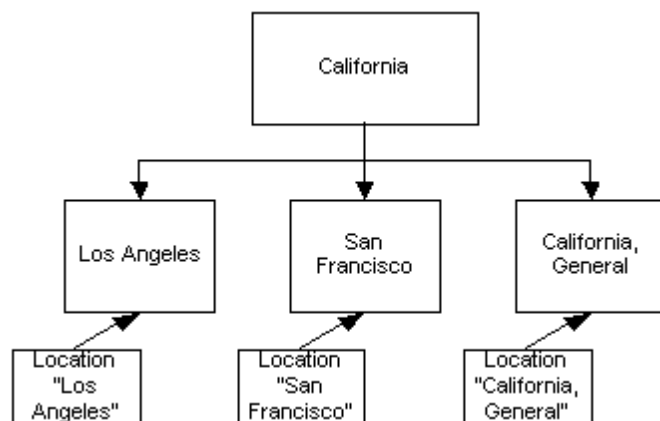 California
Los Angeles
San
Francisco
California,
General
Location
"Los
Angeles"
Location
"San
Francisco"
Location
"California,
General"